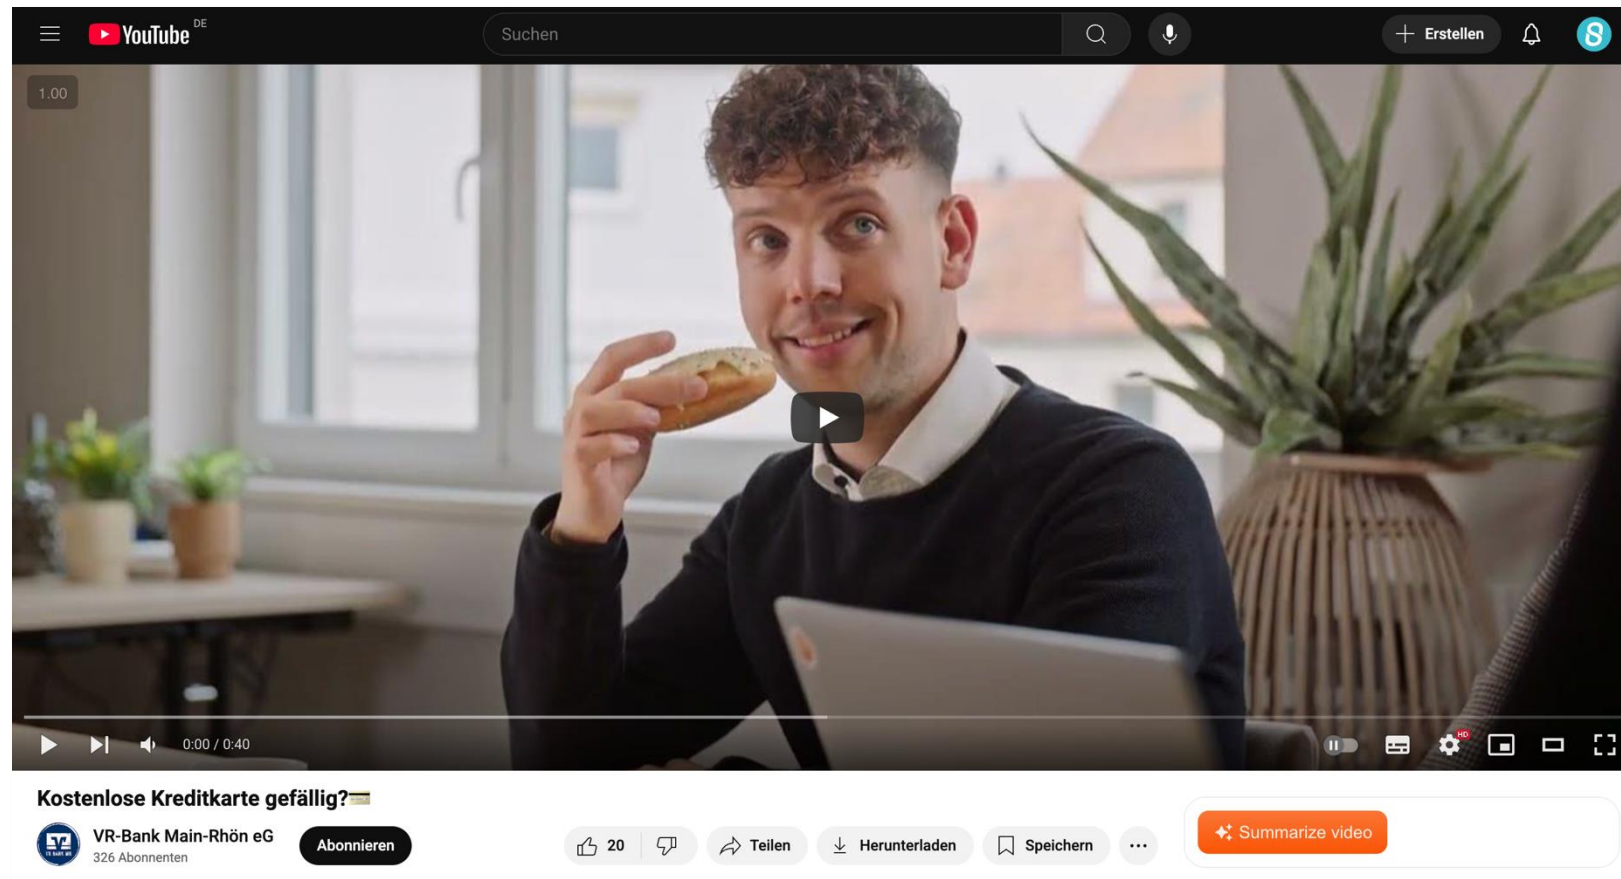 YouTube DE
Suchen
Erstellen
1.00
0:00 / 0:40
HD
Kostenlose Kreditkarte gefällig?💳
VR-Bank Main-Rhön eG
326 Abonnenten
Abonnieren
20
Teilen
Herunterladen
Speichern
Summarize video